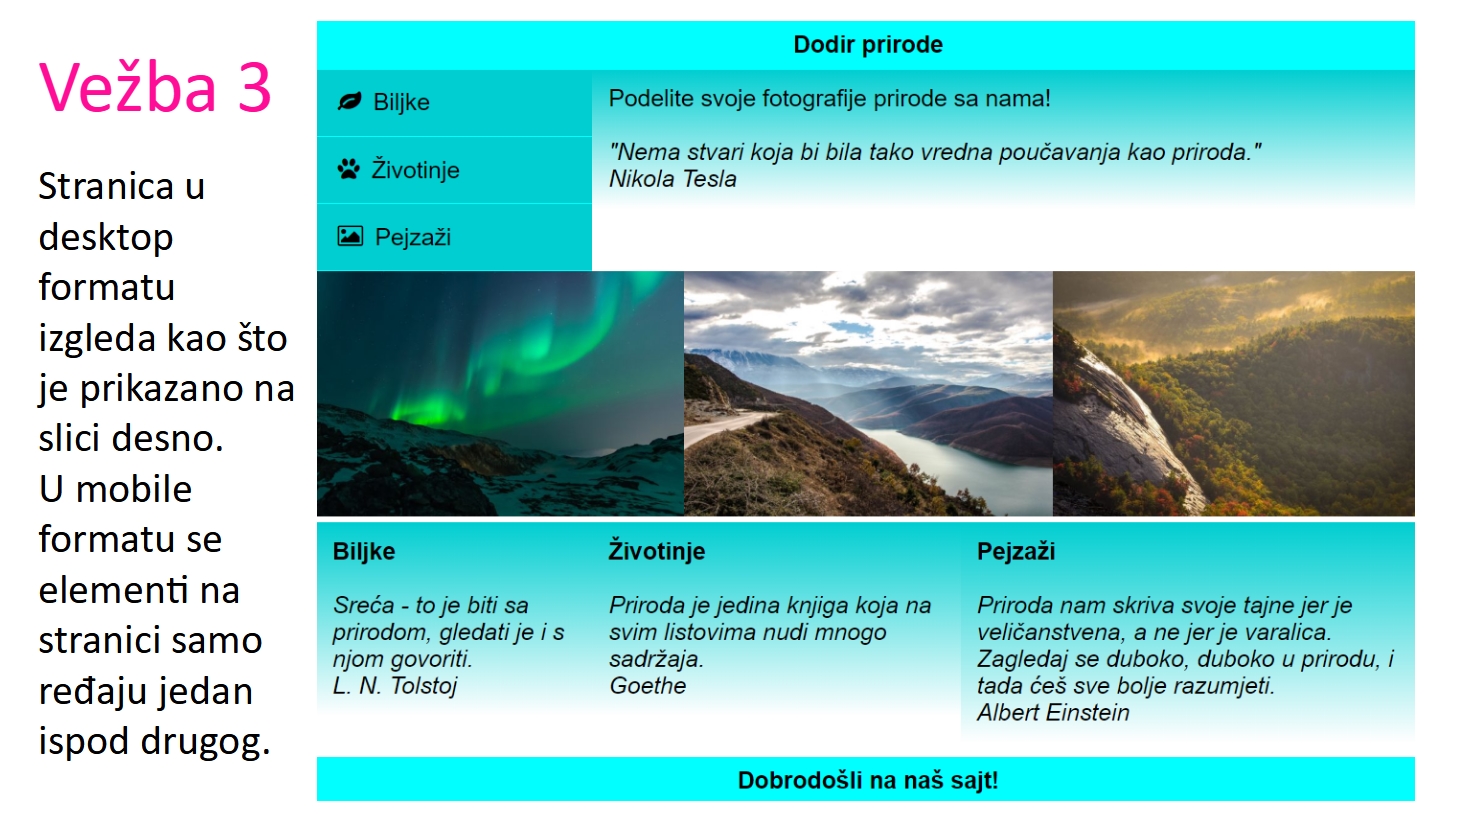 Vežba 3
Stranica u
desktop
formatu
izgleda kao što
je prikazano na
slici desno.
U mobile
formatu se
elementi na
stranici samo
ređaju jedan
ispod drugog.
Dodir prirode
Biljke
Životinje
Pejzaži
Podelite svoje fotografije prirode sa nama!
"Nema stvari koja bi bila tako vredna poučavanja kao priroda."
Nikola Tesla
Biljke
Sreća - to je biti sa
prirodom, gledati je i s
njom govoriti.
L. N. Tolstoj
Životinje
Priroda je jedina knjiga koja na
svim listovima nudi mnogo
sadržaja.
Goethe
Pejzaži
Priroda nam skriva svoje tajne jer je
veličanstvena, a ne jer je varalica.
Zagledaj se duboko, duboko u prirodu, i
tada ćeš sve bolje razumjeti.
Albert Einstein
Dobrodošli na naš sajt!